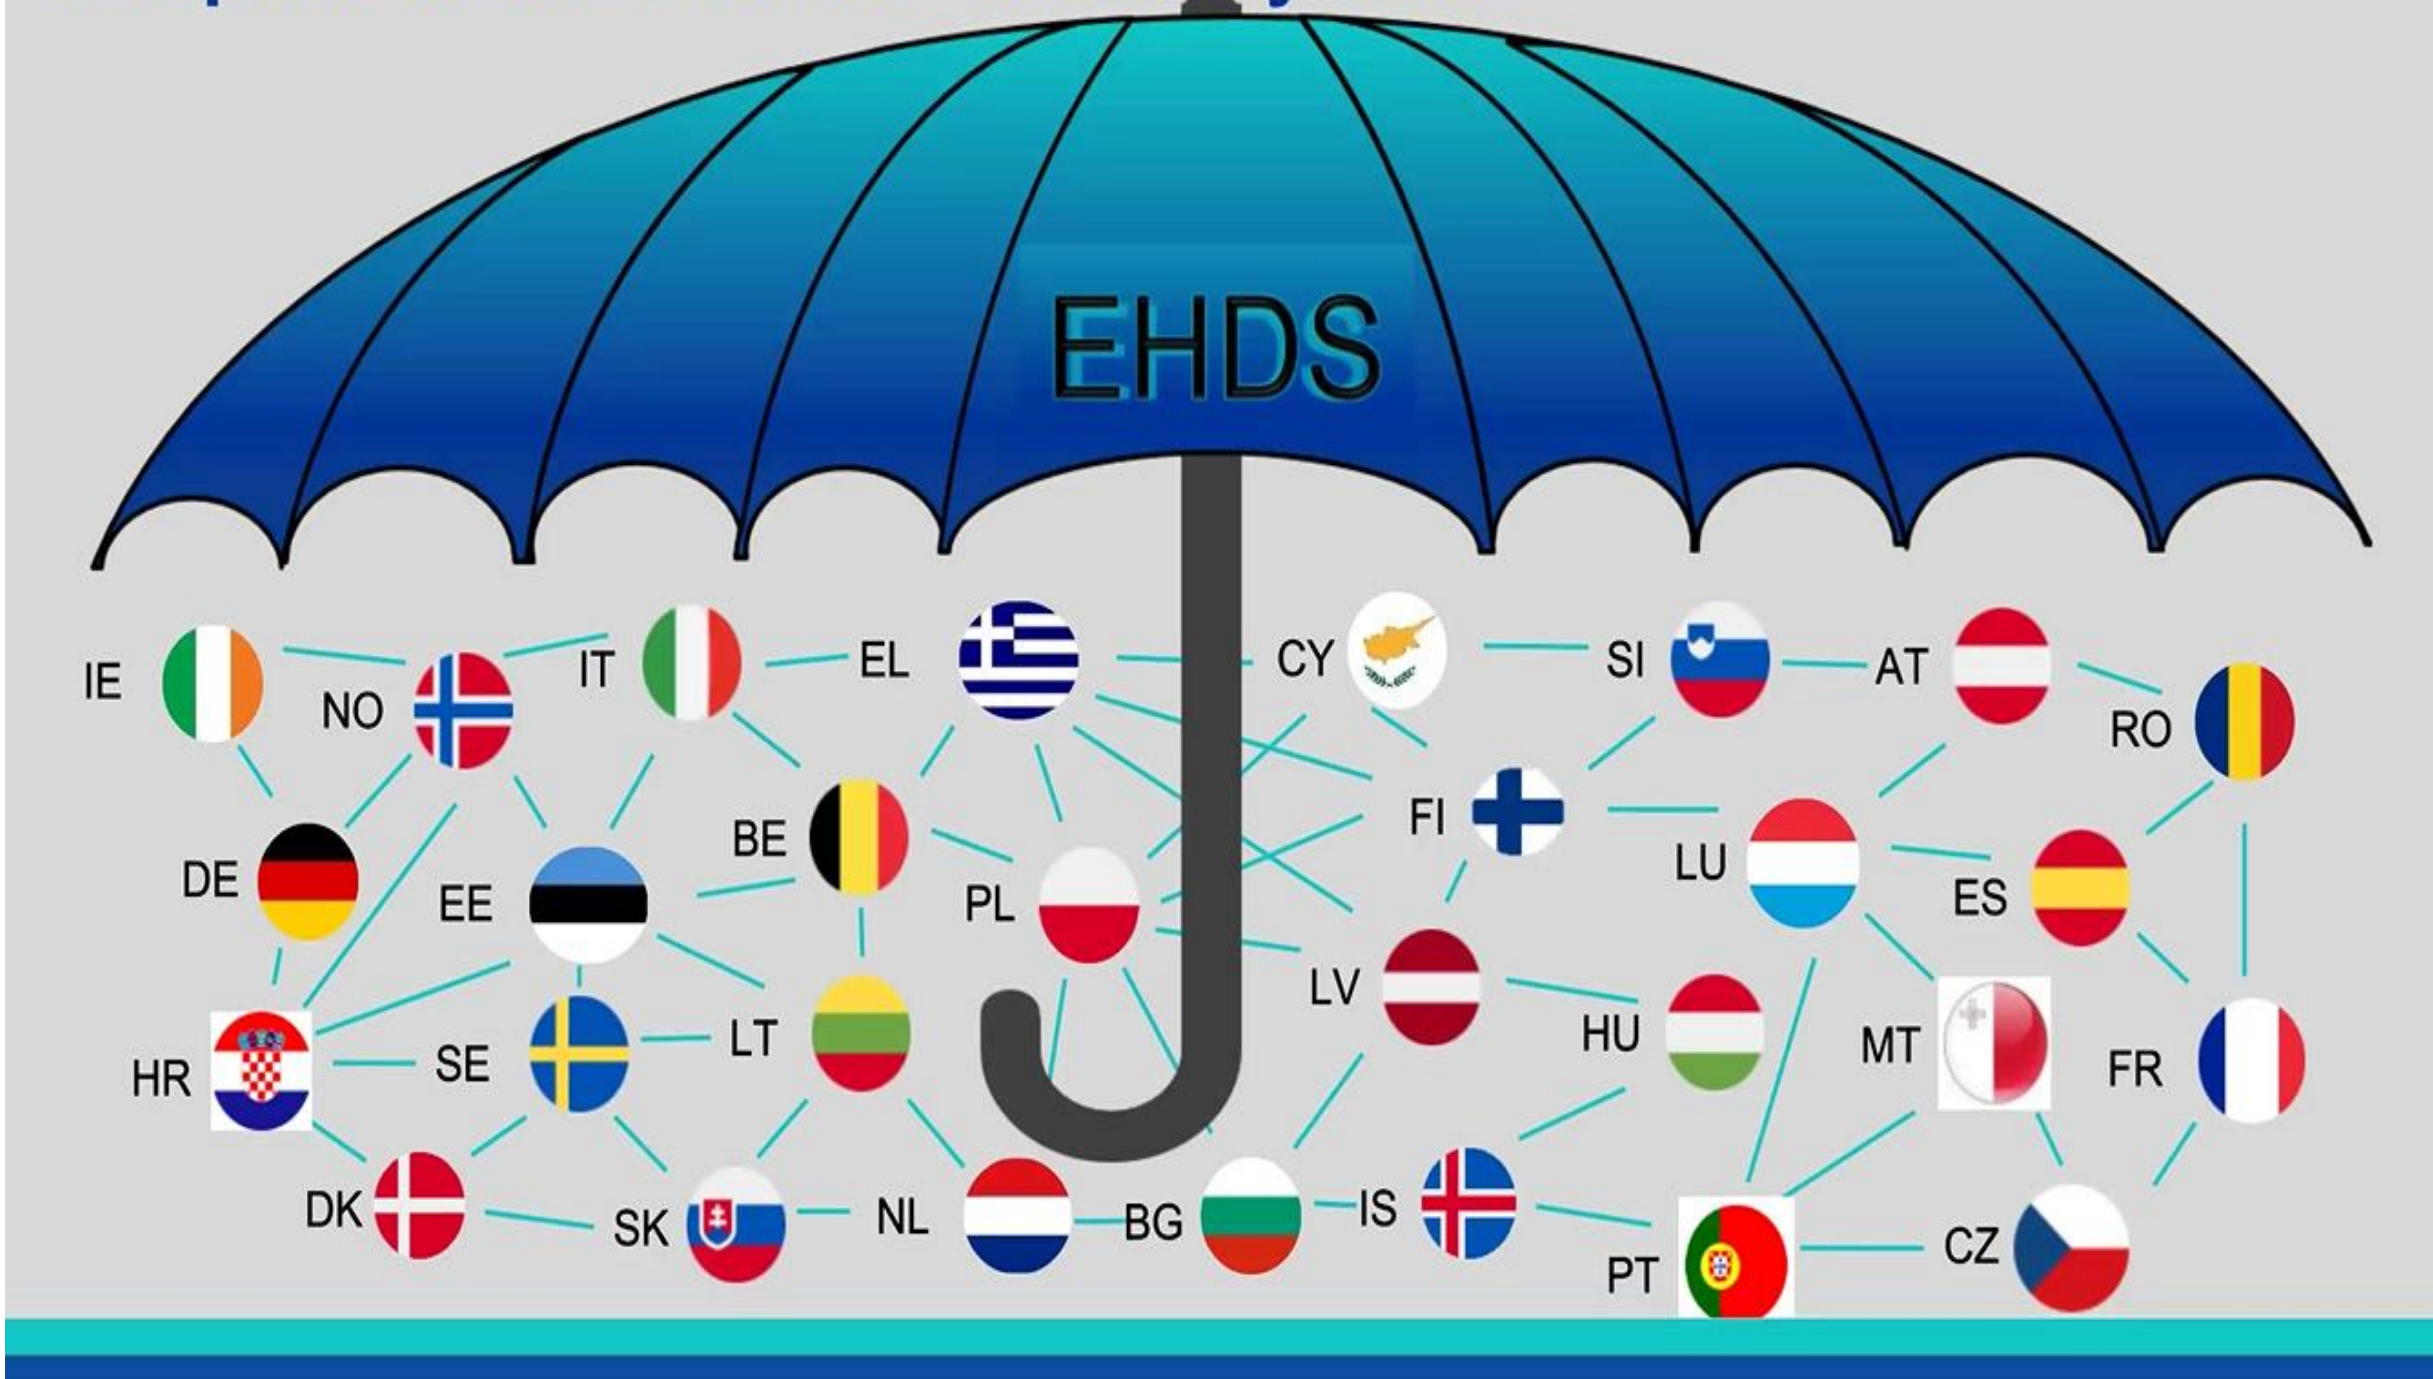 EHDS
IE
NO
IT
EL
CY
SI
AT
RO
DE
EE
BE
PL
FI
LU
ES
HR
SE
LT
LV
HU
MT
FR
DK
SK
NL
BG
IS
PT
CZ